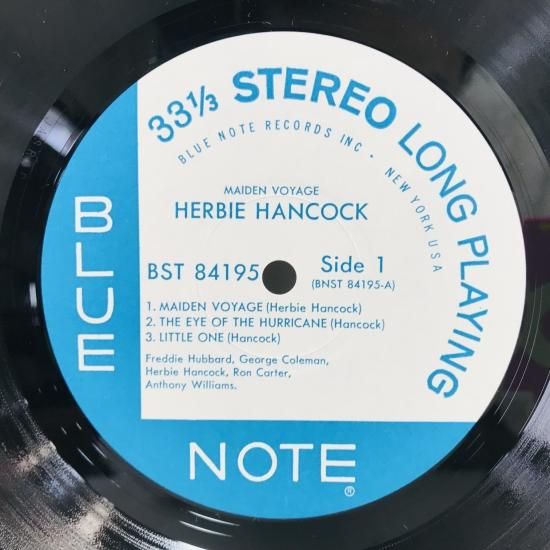 33⅓ STEREO LONG PLAYING
BLUE NOTE RECORDS INC • NEW YORK USA
MAIDEN VOYAGE
HERBIE HANCOCK
BST 84195
Side 1
(BNST 84195-A)
1. MAIDEN VOYAGE (Herbie Hancock)
2. THE EYE OF THE HURRICANE (Hancock)
3. LITTLE ONE (Hancock)
Freddie Hubbard, George Coleman,
Herbie Hancock, Ron Carter,
Anthony Williams.
BLUE
NOTE®